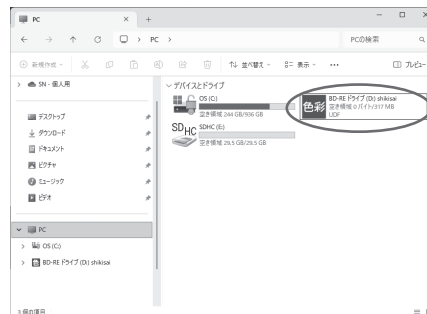 PC
PC
PCの検索
新規作成
並べ替え
表示
プレビュー
SN - 個人用
デスクトップ
ダウンロード
ドキュメント
ピクチャ
ミュージック
ビデオ
PC
OS (C:)
BD-RE ドライブ (D:) shikisai
デバイスとドライブ
OS (C:)
空き領域 244 GB/936 GB
色彩
BD-RE ドライブ (D:) shikisai
空き領域 0 バイト/317 MB
UDF
SDHC
SDHC (E:)
空き領域 29.5 GB/29.5 GB
3 個の項目